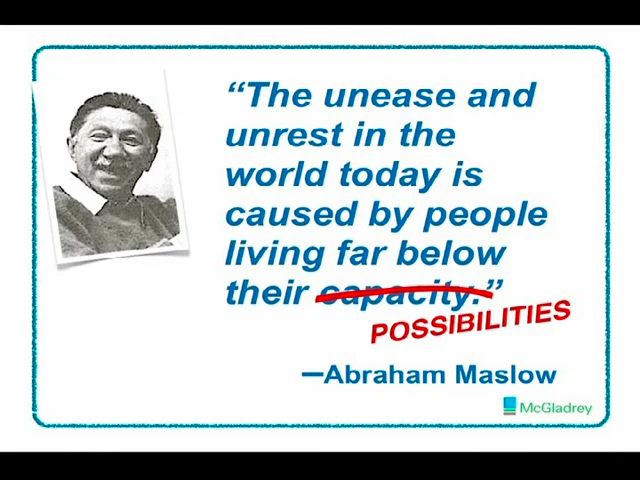 “The unease and
unrest in the
world today is
caused by people
living far below
their capacity.”
POSSIBILITIES
—Abraham Maslow
McGladrey